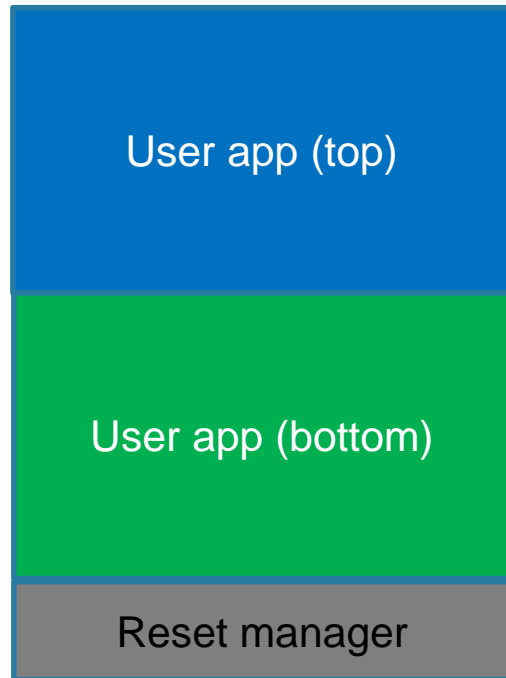 User app (top)
User app (bottom)
Reset manager